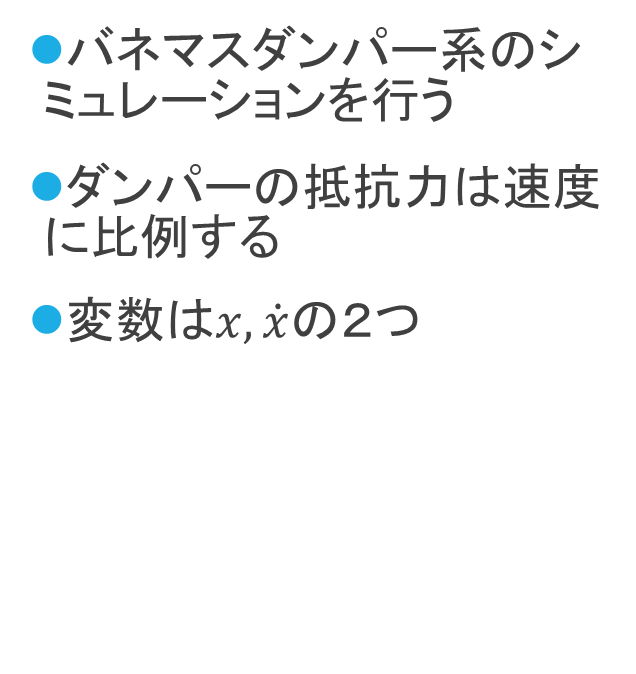 ●バネマスダンパー系のシ
ミュレーションを行う
●ダンパーの抵抗力は速度
に比例する
●変数はx, ẋの２つ